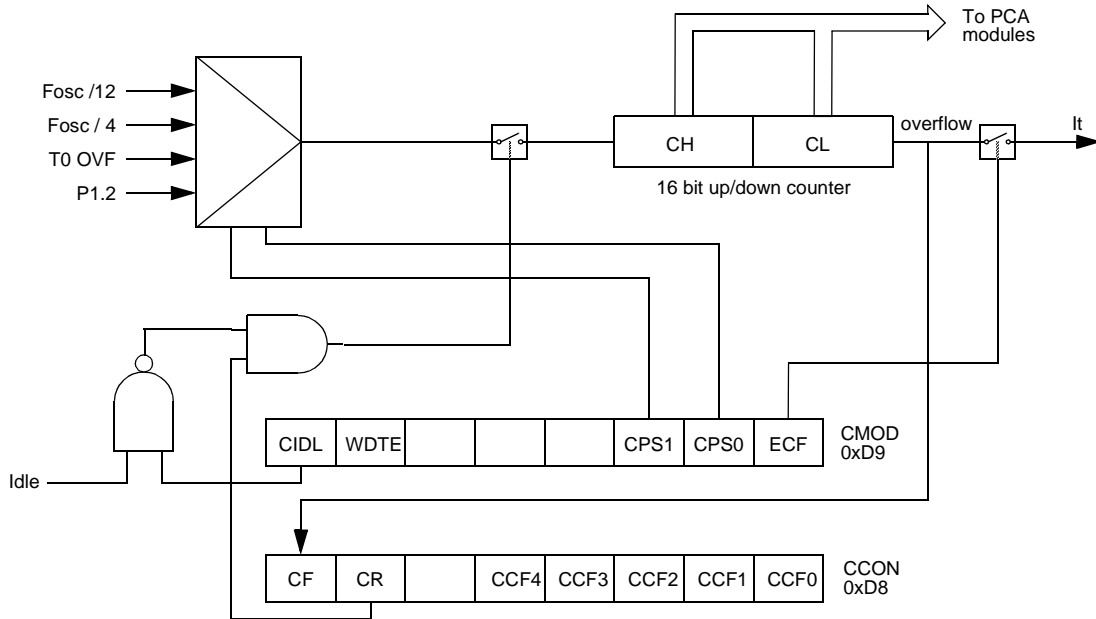 To PCA
modules
Fosc /12
Fosc / 4
T0 OVF
P1.2
CH
CL
overflow
It
16 bit up/down counter
Idle
CIDL WDTE CPS1 CPS0 ECF
CMOD
0xD9
CF CR CCF4 CCF3 CCF2 CCF1 CCF0
CCON
0xD8